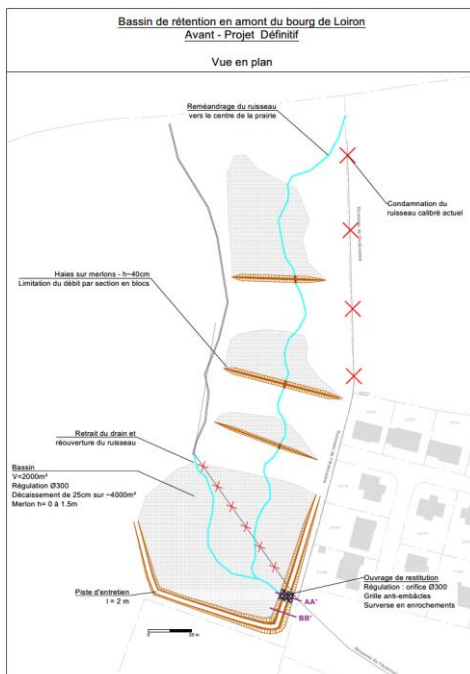 Bassin de rétention en amont du bourg de Loiron
Avant - Projet Définitif
Vue en plan
Reméandrage du ruisseau
vers le centre de la prairie
Condamnation du
ruisseau calibré actuel
Haies sur merlons - h~40cm
Limitation du débit par section en blocs
Retrait du drain et
réouverture du ruisseau
Bassin
V=2000m³
Régulation Ø300
Décaissement de 25cm sur ~4000m²
Merlon h= 0 à 1.5m
Piste d'entretien
l = 2 m
Ouvrage de restitution
Régulation : orifice Ø300
Grille anti-embâcles
Surverse en enrochements
AA'
BB'
0
20 m